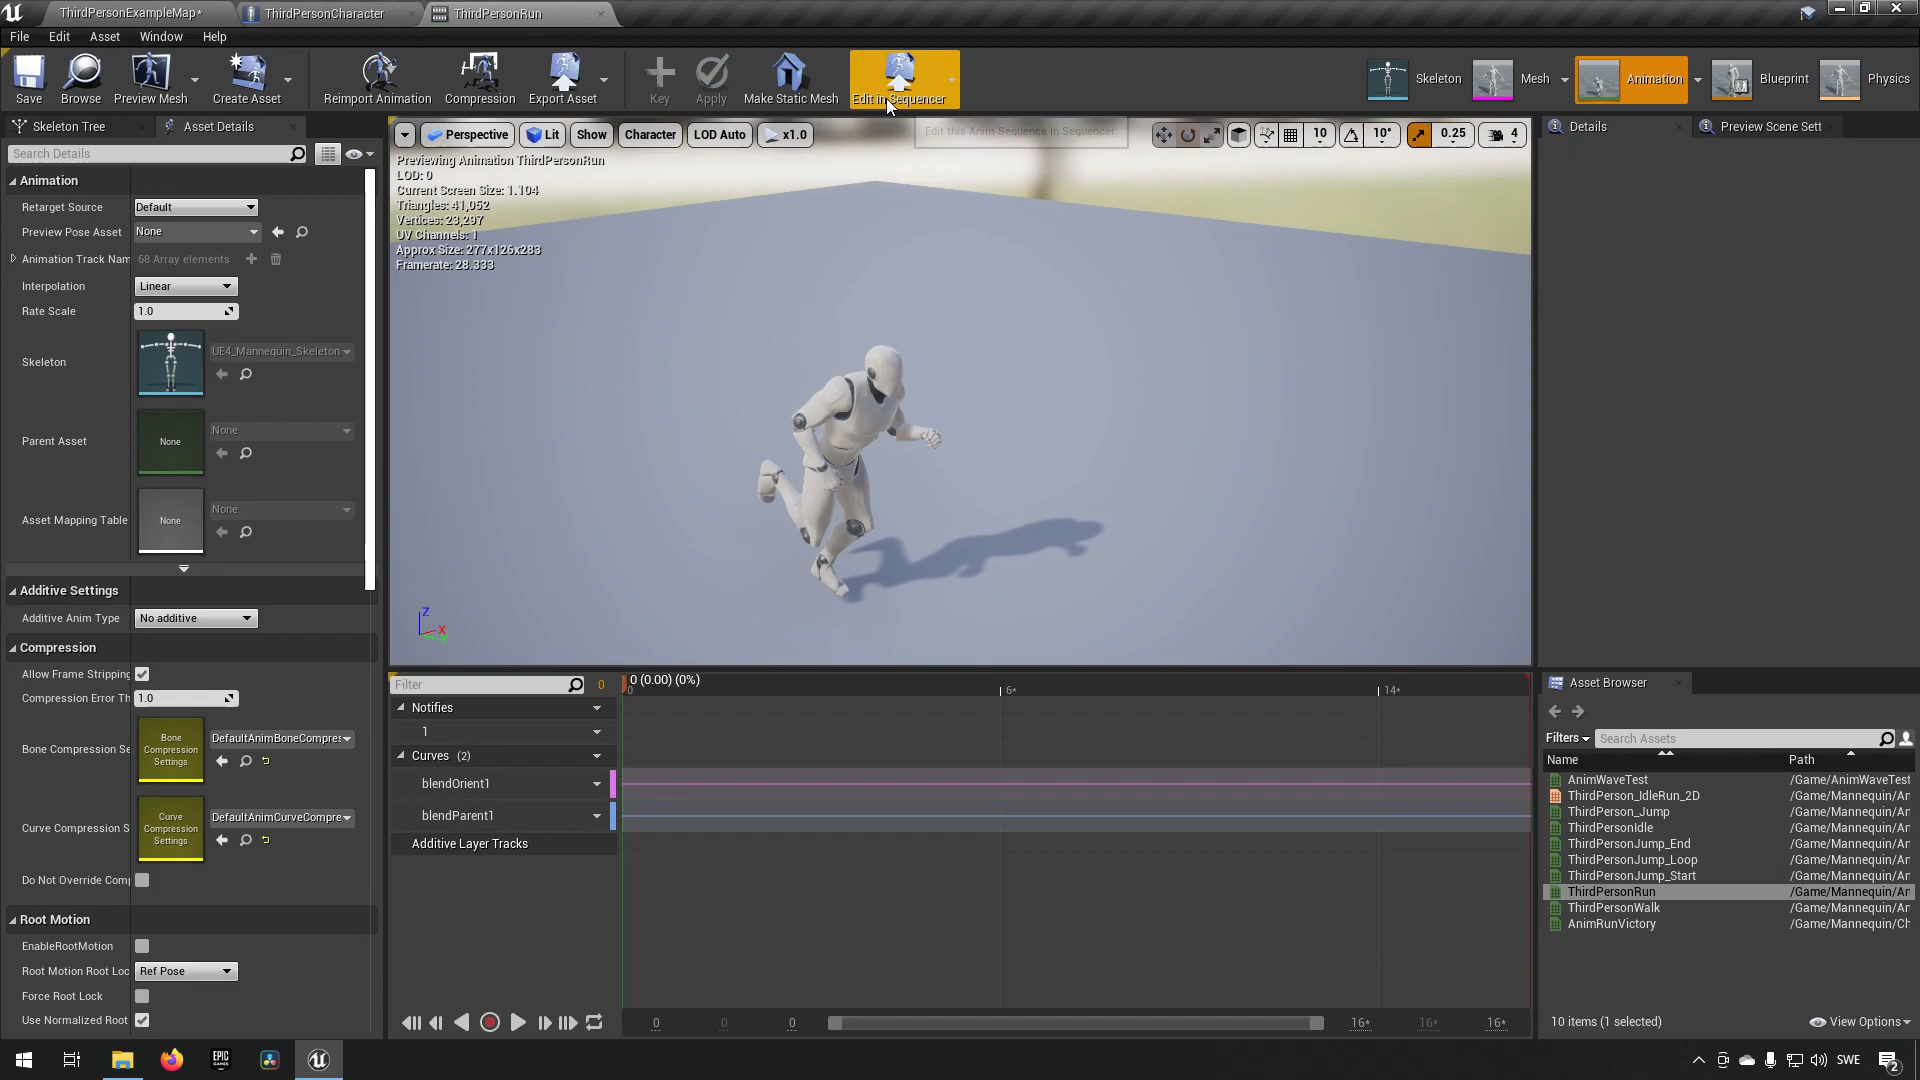 ThirdPersonExampleMap*
ThirdPersonCharacter
ThirdPersonRun
File Edit Asset Window Help
Save
Browse
Preview Mesh
Create Asset
Reimport Animation
Compression
Export Asset
Key
Apply
Make Static Mesh
Edit in Sequencer
Skeleton
Mesh
Animation
Blueprint
Physics
Skeleton Tree
Asset Details
Search Details
Animation
Retarget Source Default
Preview Pose Asset None
Animation Track Nam 68 Array elements
Interpolation Linear
Rate Scale 1.0
Skeleton UE4_Mannequin_Skeleton
Parent Asset None None
Asset Mapping Table None None
Additive Settings
Additive Anim Type No additive
Compression
Allow Frame Stripping
Compression Error Th 1.0
Bone Compression Se
Bone
Compression
Settings
DefaultAnimBoneCompres
Curve Compression S
Curve
Compression
Settings
DefaultAnimCurveCompre
Do Not Override Comp
Root Motion
EnableRootMotion
Root Motion Root Loc Ref Pose
Force Root Lock
Use Normalized Root
Perspective Lit Show Character LOD Auto x1.0
Edit this Anim Sequence in Sequencer.
10 10° 0.25 4
Previewing Animation ThirdPersonRun
LOD: 0
Current Screen Size: 1.104
Triangles: 41,052
Vertices: 23,297
UV Channels: 1
Approx Size: 277x126x283
Framerate: 28.333
Z
X
Y
Filter 0
0 (0.00) (0%)
0 6* 14*
Notifies
1
Curves (2)
blendOrient1
blendParent1
Additive Layer Tracks
0 0 0 16* 16* 16*
Details
Preview Scene Sett
Asset Browser
Filters Search Assets
Name Path
AnimWaveTest /Game/AnimWaveTest
ThirdPerson_IdleRun_2D /Game/Mannequin/An
ThirdPerson_Jump /Game/Mannequin/An
ThirdPersonIdle /Game/Mannequin/An
ThirdPersonJump_End /Game/Mannequin/An
ThirdPersonJump_Loop /Game/Mannequin/An
ThirdPersonJump_Start /Game/Mannequin/An
ThirdPersonRun /Game/Mannequin/An
ThirdPersonWalk /Game/Mannequin/An
AnimRunVictory /Game/Mannequin/Ch
10 items (1 selected)
View Options
EPIC
GAMES
SWE
2